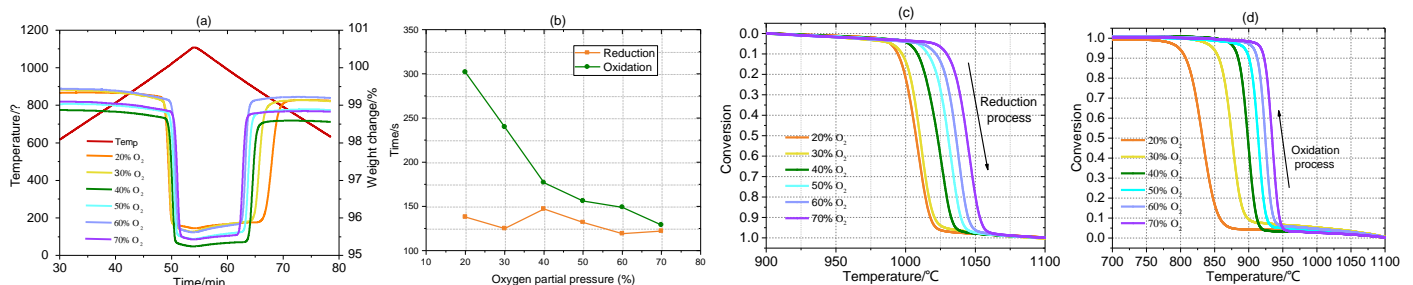 (a)
1200
1000
800
600
400
200
0
Temperature/?
101
100
99
98
97
96
95
Weight change/%
30
40
50
60
70
80
Time/min
Temp
20% O₂
30% O₂
40% O₂
50% O₂
60% O₂
70% O₂
(b)
350
300
250
200
150
100
Time/s
10
20
30
40
50
60
70
80
Oxygen partial pressure (%)
Reduction
Oxidation
(c)
0.0
0.1
0.2
0.3
0.4
0.5
0.6
0.7
0.8
0.9
1.0
Conversion
900
950
1000
1050
1100
Temperature/℃
20% O₂
30% O₂
40% O₂
50% O₂
60% O₂
70% O₂
Reduction
process
(d)
1.0
0.9
0.8
0.7
0.6
0.5
0.4
0.3
0.2
0.1
0.0
Conversion
700
750
800
850
900
950
1000
1050
1100
Temperature/℃
20% O₂
30% O₂
40% O₂
50% O₂
60% O₂
70% O₂
Oxidation
process